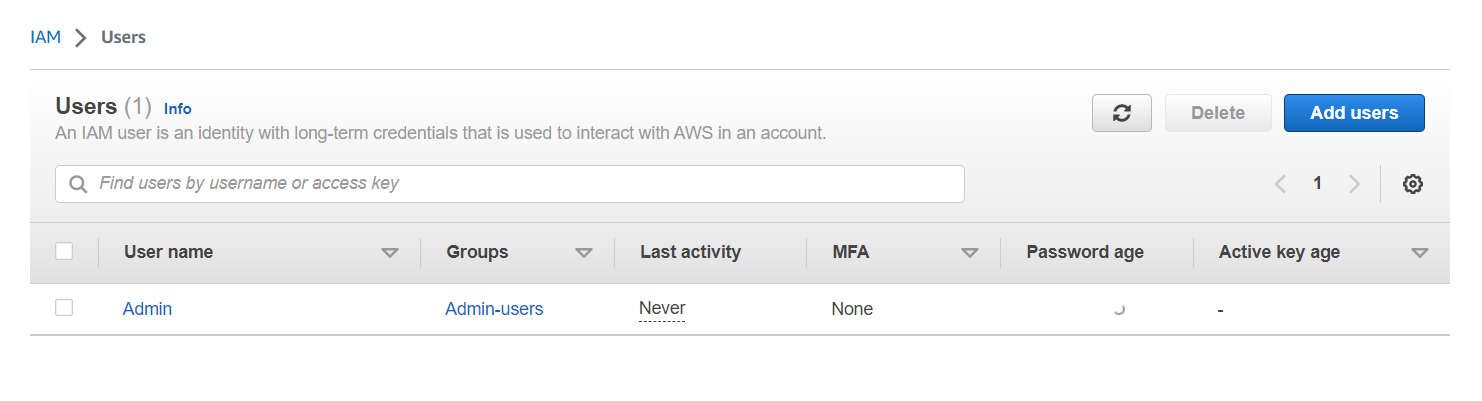 IAM > Users
Users (1) Info
An IAM user is an identity with long-term credentials that is used to interact with AWS in an account.
Delete
Add users
Find users by username or access key
1
User name Groups Last activity MFA Password age Active key age
Admin Admin-users Never None -